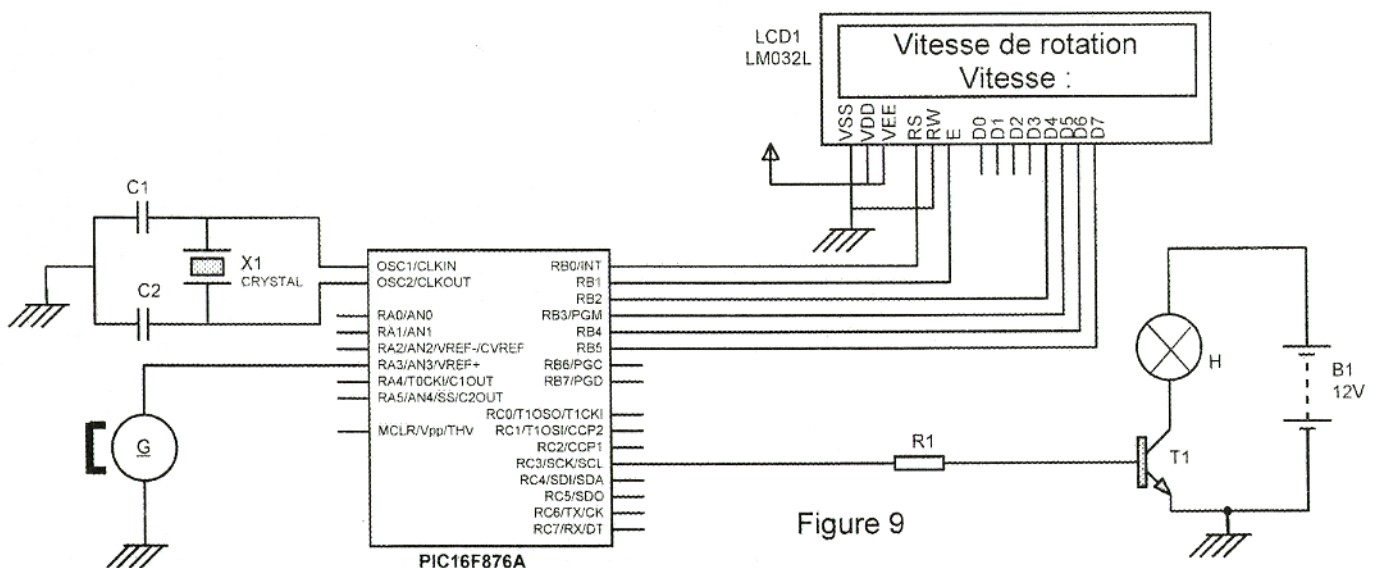 LCD1
LM032L
Vitesse de rotation
Vitesse :
VSS
VDD
VEE
RS
RW
E
D0
D1
D2
D3
D4
D5
D6
D7
C1
X1
CRYSTAL
C2
OSC1/CLKIN
OSC2/CLKOUT
RA0/AN0
RA1/AN1
RA2/AN2/VREF-/CVREF
RA3/AN3/VREF+
RA4/T0CKI/C1OUT
RA5/AN4/SS/C2OUT
MCLR/Vpp/THV
RB0/INT
RB1
RB2
RB3/PGM
RB4
RB5
RB6/PGC
RB7/PGD
RC0/T1OSO/T1CKI
RC1/T1OSI/CCP2
RC2/CCP1
RC3/SCK/SCL
RC4/SDI/SDA
RC5/SDO
RC6/TX/CK
RC7/RX/DT
PIC16F876A
G
R1
T1
H
B1
12V
Figure 9